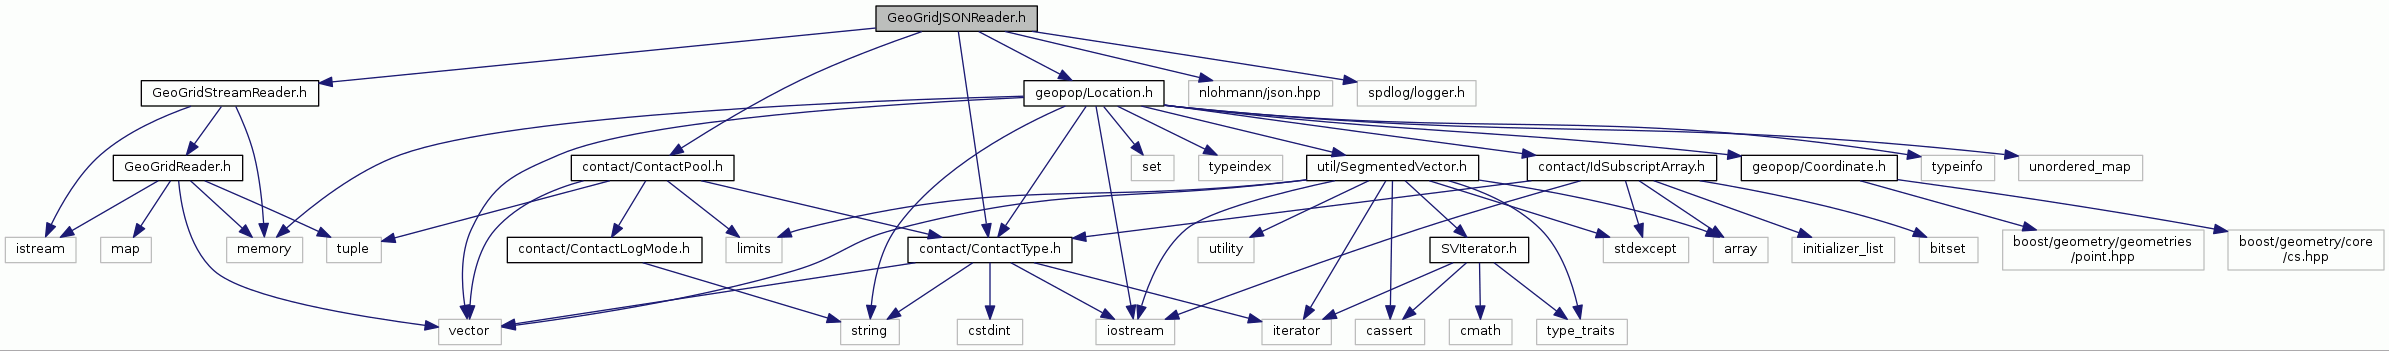 GeoGridJSONReader.h
GeoGridStreamReader.h
geopop/Location.h
nlohmann/json.hpp
spdlog/logger.h
GeoGridReader.h
contact/ContactPool.h
set
typeindex
util/SegmentedVector.h
contact/IdSubscriptArray.h
geopop/Coordinate.h
typeinfo
unordered_map
istream
map
memory
tuple
contact/ContactLogMode.h
limits
contact/ContactType.h
utility
SVIterator.h
stdexcept
array
initializer_list
bitset
boost/geometry/geometries
/point.hpp
boost/geometry/core
/cs.hpp
vector
string
cstdint
iostream
iterator
cassert
cmath
type_traits